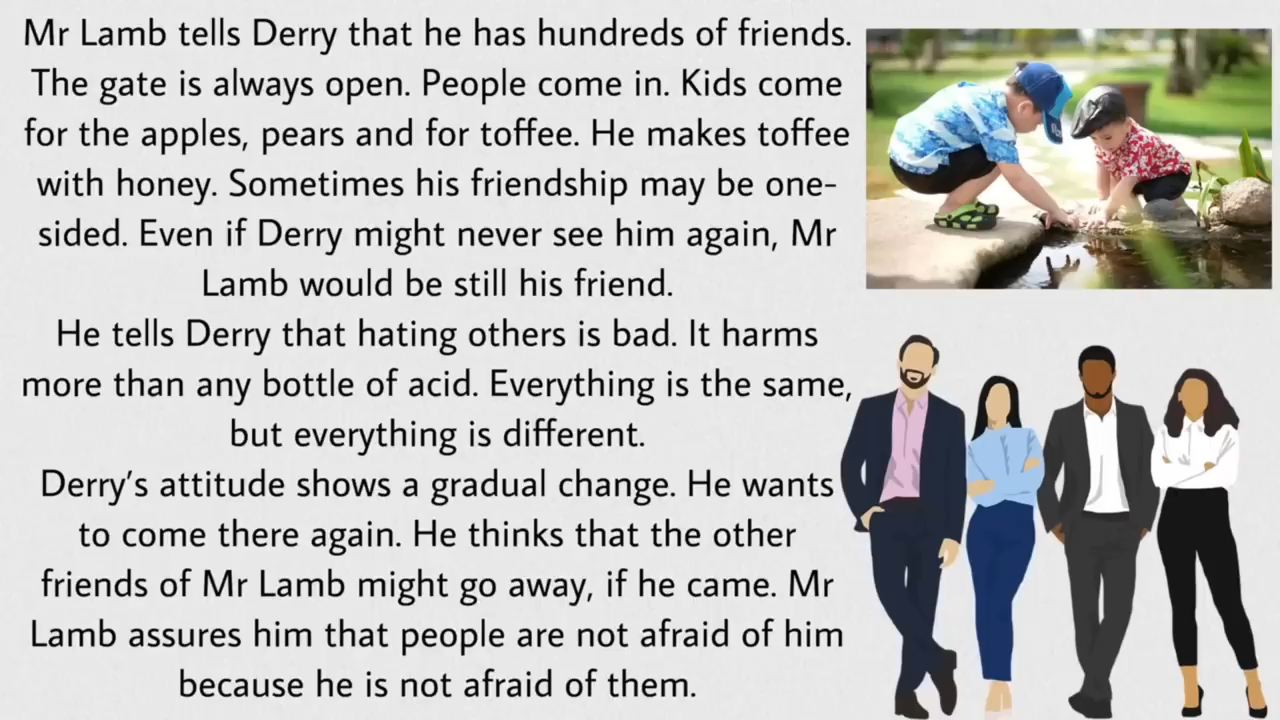 Mr Lamb tells Derry that he has hundreds of friends.
The gate is always open. People come in. Kids come
for the apples, pears and for toffee. He makes toffee
with honey. Sometimes his friendship may be one-
sided. Even if Derry might never see him again, Mr
Lamb would be still his friend.
He tells Derry that hating others is bad. It harms
more than any bottle of acid. Everything is the same,
but everything is different.
Derry’s attitude shows a gradual change. He wants
to come there again. He thinks that the other
friends of Mr Lamb might go away, if he came. Mr
Lamb assures him that people are not afraid of him
because he is not afraid of them.